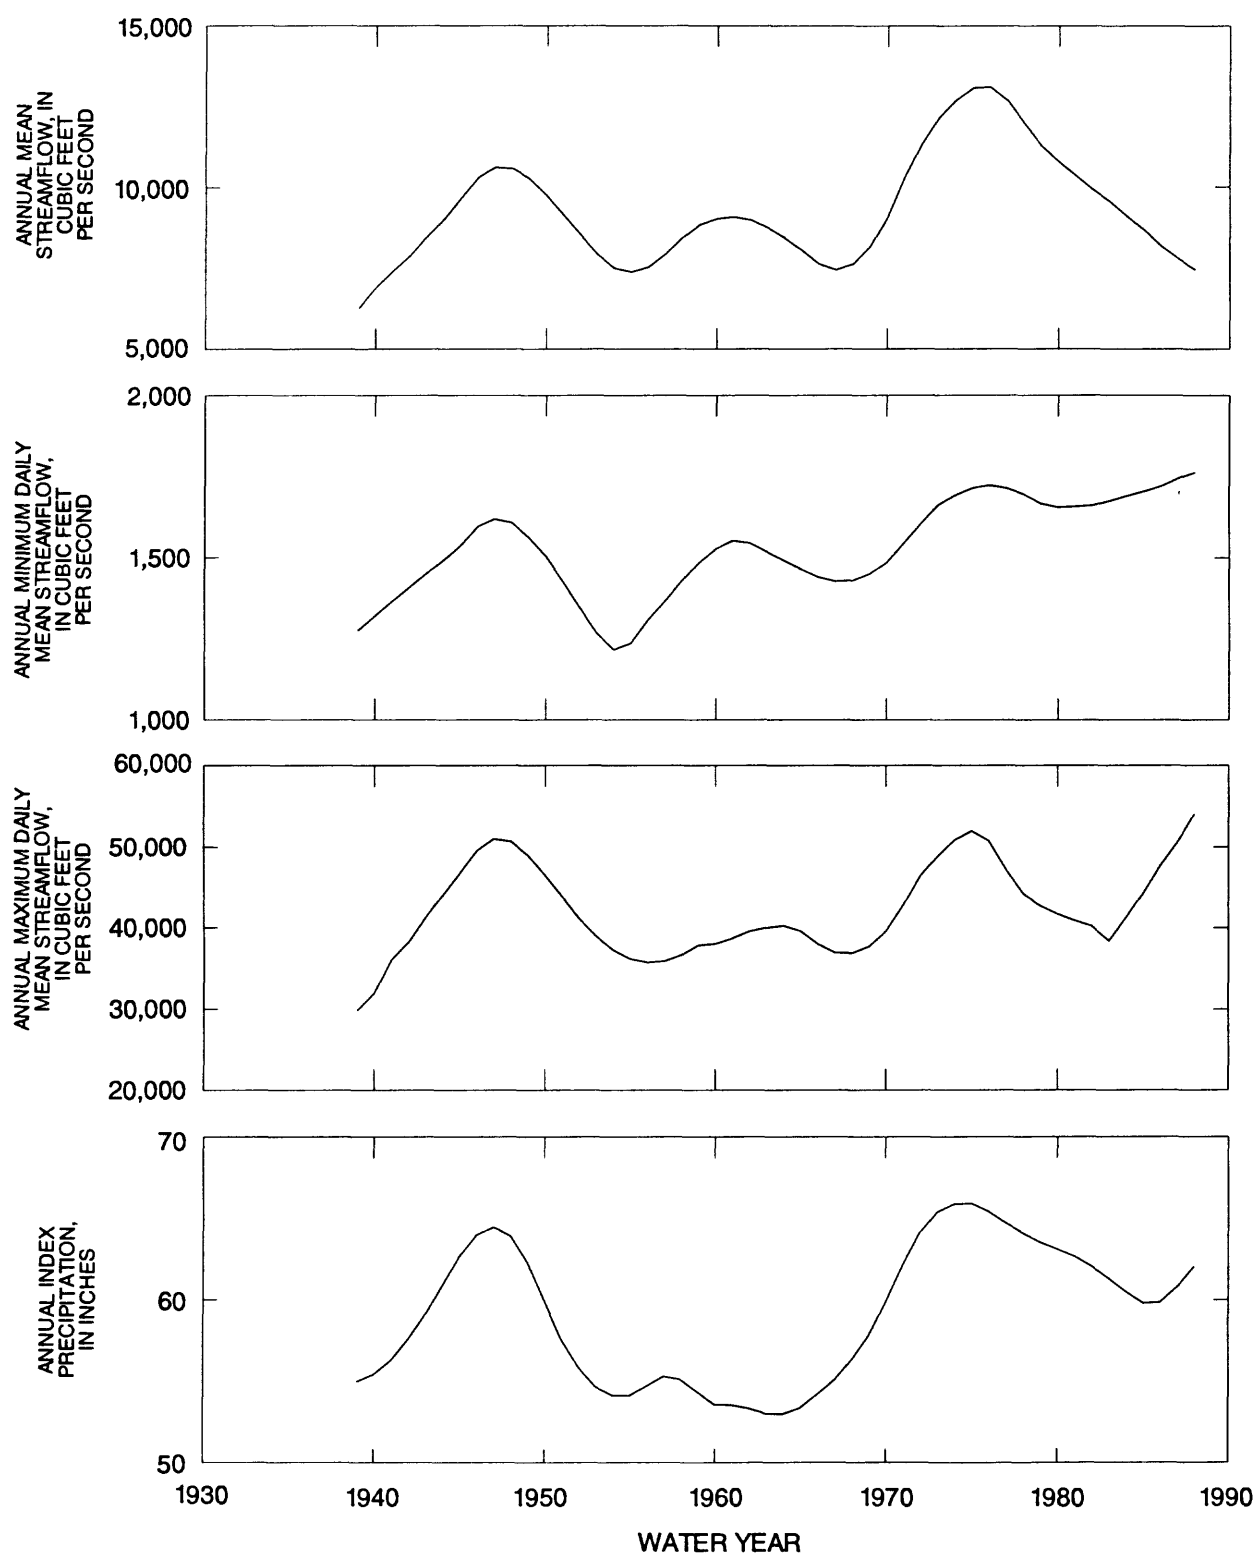 ANNUAL MEAN
STREAMFLOW, IN
CUBIC FEET
PER SECOND
15,000
10,000
5,000
ANNUAL MINIMUM DAILY
MEAN STREAMFLOW,
IN CUBIC FEET
PER SECOND
2,000
1,500
1,000
ANNUAL MAXIMUM DAILY
MEAN STREAMFLOW,
IN CUBIC FEET
PER SECOND
60,000
50,000
40,000
30,000
20,000
ANNUAL INDEX
PRECIPITATION,
IN INCHES
70
60
50
1930 1940 1950 1960 1970 1980 1990
WATER YEAR